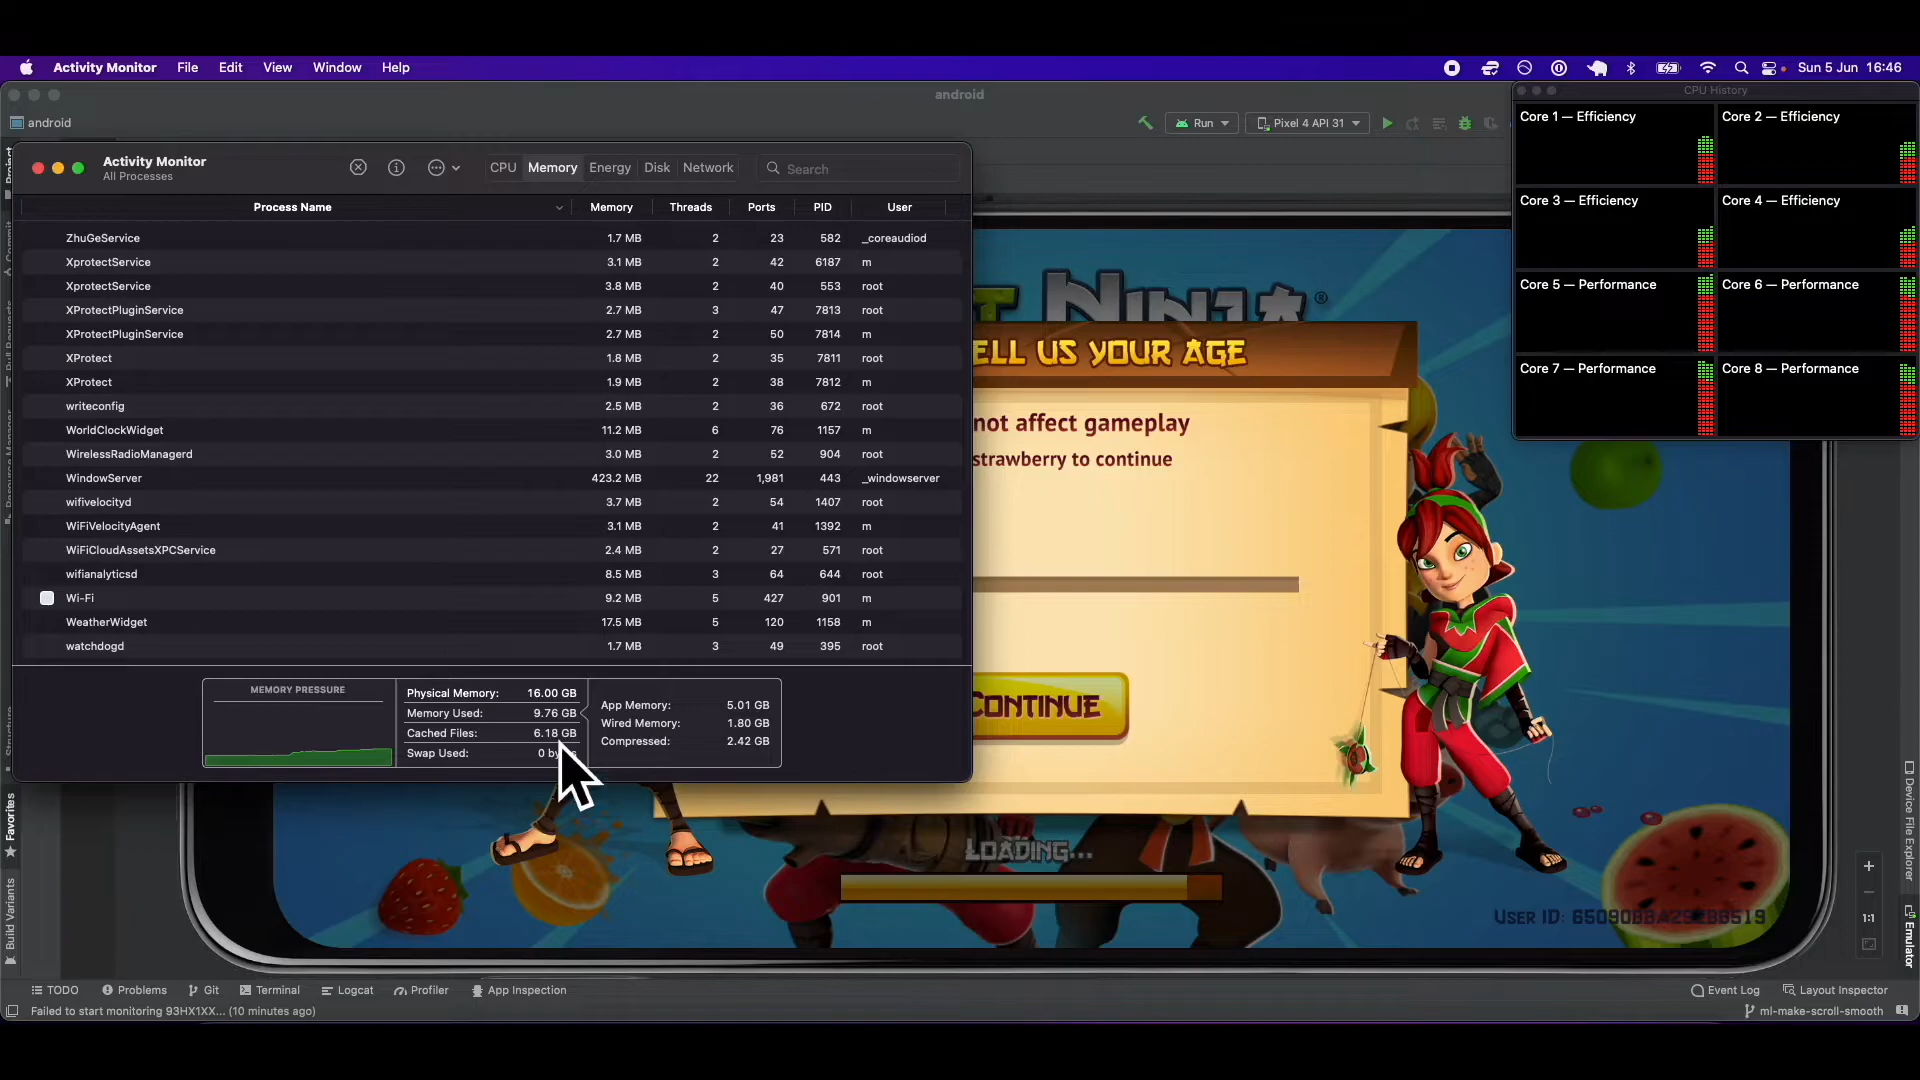 Activity Monitor File Edit View Window Help Sun 5 Jun 16:46
android
android Run Pixel 4 API 31
CPU History
Core 1 — Efficiency Core 2 — Efficiency
Core 3 — Efficiency Core 4 — Efficiency
Core 5 — Performance Core 6 — Performance
Core 7 — Performance Core 8 — Performance
Activity Monitor
All Processes
CPU Memory Energy Disk Network Search
Process Name Memory Threads Ports PID User
ZhuGeService 1.7 MB 2 23 582 _coreaudiod
XprotectService 3.1 MB 2 42 6187 m
XprotectService 3.8 MB 2 40 553 root
XProtectPluginService 2.7 MB 3 47 7813 root
XProtectPluginService 2.7 MB 2 50 7814 m
XProtect 1.8 MB 2 35 7811 root
XProtect 1.9 MB 2 38 7812 m
writeconfig 2.5 MB 2 36 672 root
WorldClockWidget 11.2 MB 6 76 1157 m
WirelessRadioManagerd 3.0 MB 2 52 904 root
WindowServer 423.2 MB 22 1,981 443 _windowserver
wifivelocityd 3.7 MB 2 54 1407 root
WiFiVelocityAgent 3.1 MB 2 41 1392 m
WiFiCloudAssetsXPCService 2.4 MB 2 27 571 root
wifianalyticsd 8.5 MB 3 64 644 root
Wi-Fi 9.2 MB 5 427 901 m
WeatherWidget 17.5 MB 5 120 1158 m
watchdogd 1.7 MB 3 49 395 root
MEMORY PRESSURE
Physical Memory: 16.00 GB
Memory Used: 9.76 GB
Cached Files: 6.18 GB
Swap Used: 0
App Memory: 5.01 GB
Wired Memory: 1.80 GB
Compressed: 2.42 GB
T NINJA ®
ELL US YOUR AGE
not affect gameplay
strawberry to continue
CONTINUE
LOADING...
USER ID:
Project
Structure
Favorites
Build Variants
Device File Explorer
Emulator
1:1
TODO Problems Git Terminal Logcat Profiler App Inspection Event Log Layout Inspector
Failed to start monitoring 93HX1XX... (10 minutes ago) ml-make-scroll-smooth